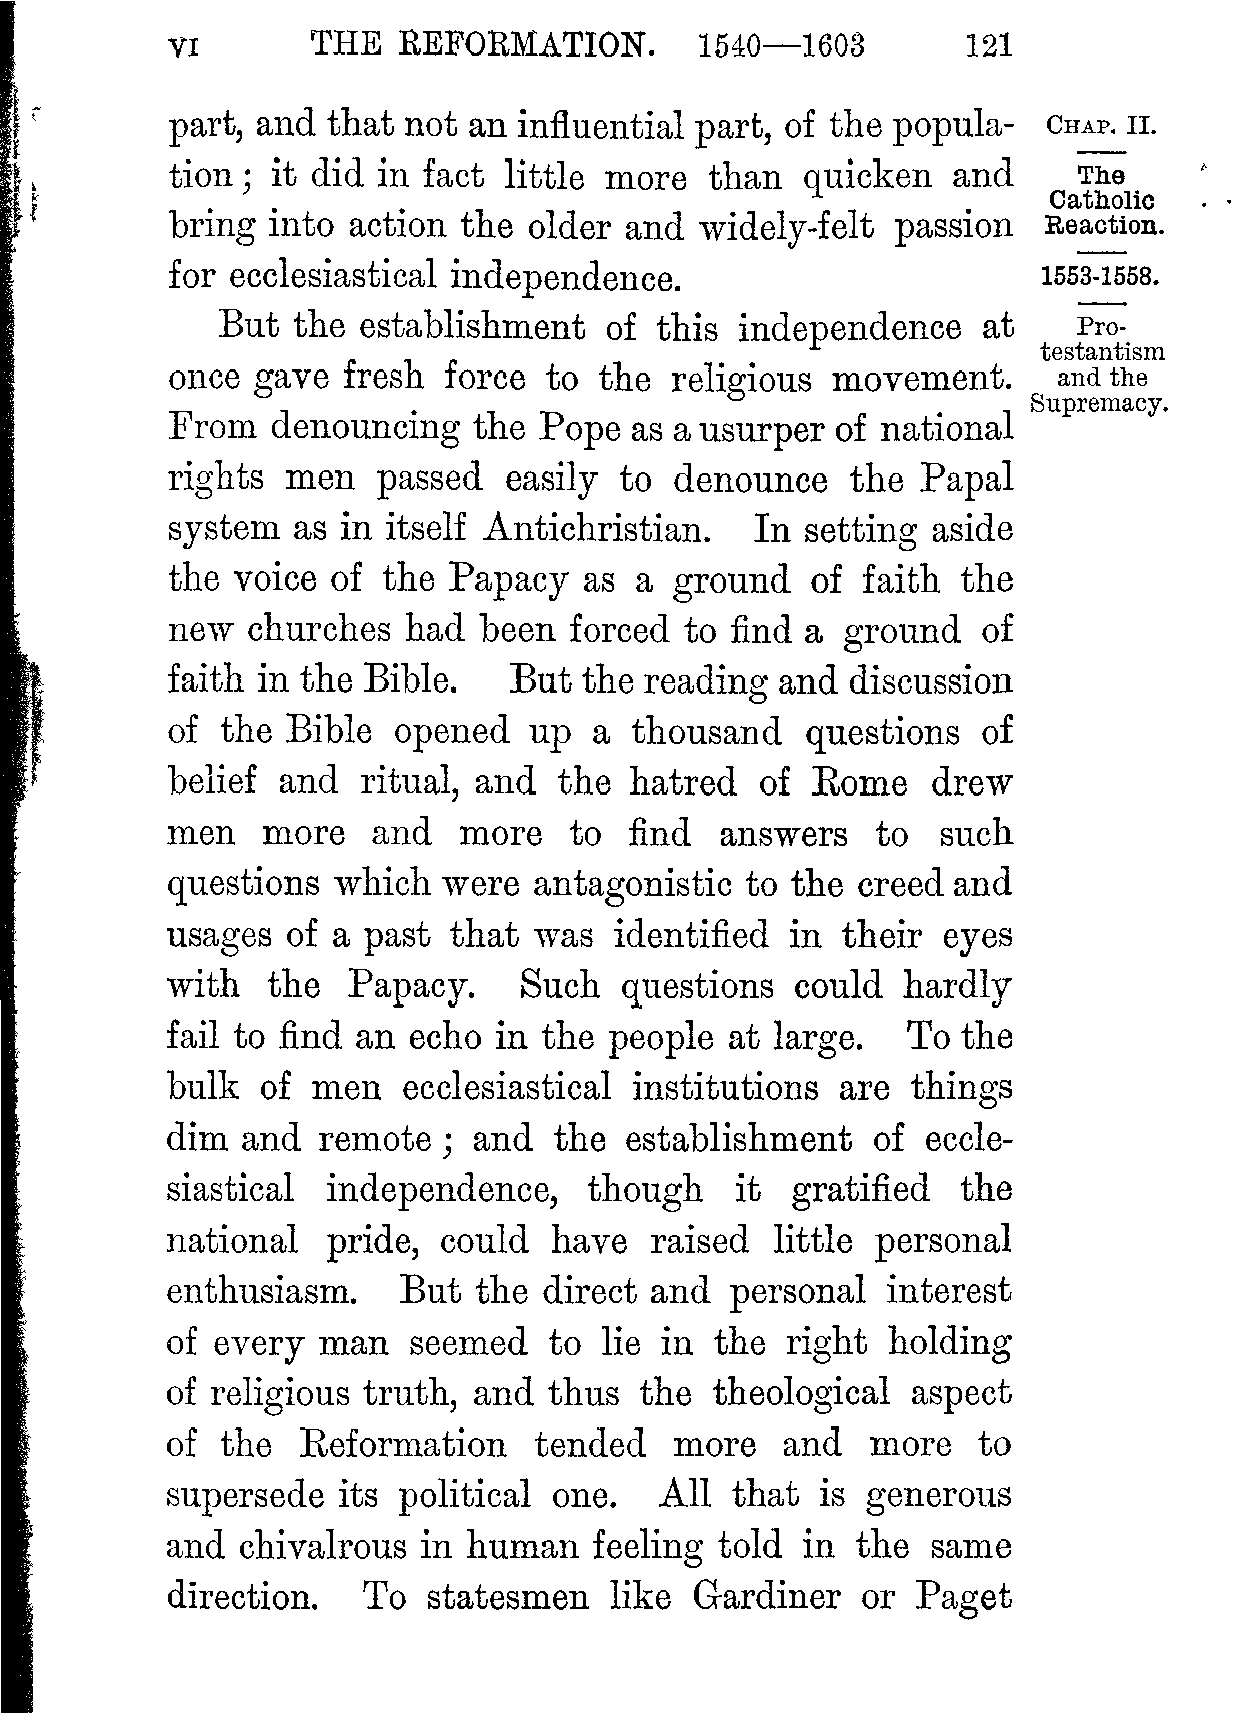 VI THE REFORMATION. 1540—1603 121
part, and that not an influential part, of the popula-
tion; it did in fact little more than quicken and
bring into action the older and widely-felt passion
for ecclesiastical independence.
But the establishment of this independence at
once gave fresh force to the religious movement.
From denouncing the Pope as a usurper of national
rights men passed easily to denounce the Papal
system as in itself Antichristian. In setting aside
the voice of the Papacy as a ground of faith the
new churches had been forced to find a ground of
faith in the Bible. But the reading and discussion
of the Bible opened up a thousand questions of
belief and ritual, and the hatred of Rome drew
men more and more to find answers to such
questions which were antagonistic to the creed and
usages of a past that was identified in their eyes
with the Papacy. Such questions could hardly
fail to find an echo in the people at large. To the
bulk of men ecclesiastical institutions are things
dim and remote; and the establishment of eccle-
siastical independence, though it gratified the
national pride, could have raised little personal
enthusiasm. But the direct and personal interest
of every man seemed to lie in the right holding
of religious truth, and thus the theological aspect
of the Reformation tended more and more to
supersede its political one. All that is generous
and chivalrous in human feeling told in the same
direction. To statesmen like Gardiner or Paget
CHAP. II.
The
Catholic
Reaction.
1553-1558.
Pro-
testantism
and the
Supremacy.